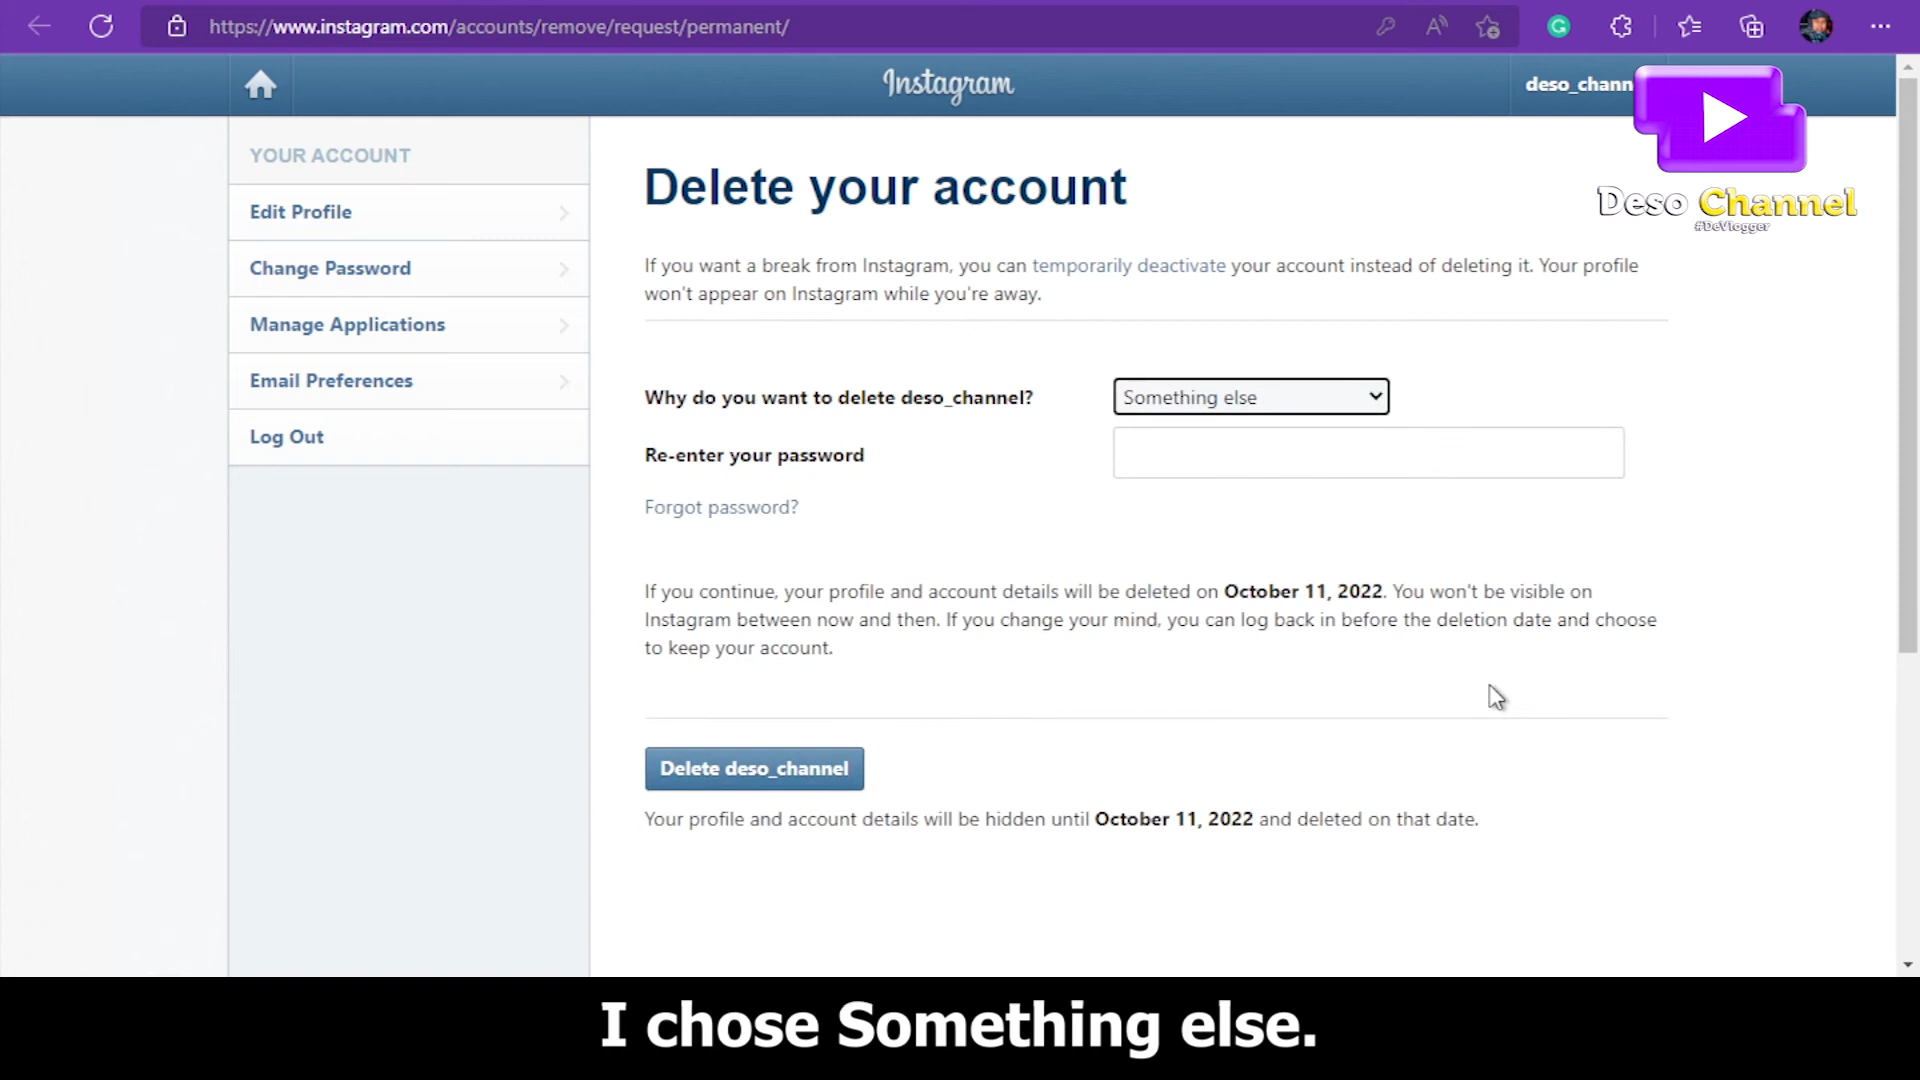 https://www.instagram.com/accounts/remove/request/permanent/
Instagram
deso_chann
Deso Channel
#DeVlogger
YOUR ACCOUNT
Edit Profile
Change Password
Manage Applications
Email Preferences
Log Out
Delete your account
If you want a break from Instagram, you can temporarily deactivate your account instead of deleting it. Your profile
won't appear on Instagram while you're away.
Why do you want to delete deso_channel?
Something else
Re-enter your password
Forgot password?
If you continue, your profile and account details will be deleted on October 11, 2022. You won't be visible on
Instagram between now and then. If you change your mind, you can log back in before the deletion date and choose
to keep your account.
Delete deso_channel
Your profile and account details will be hidden until October 11, 2022 and deleted on that date.
I chose Something else.